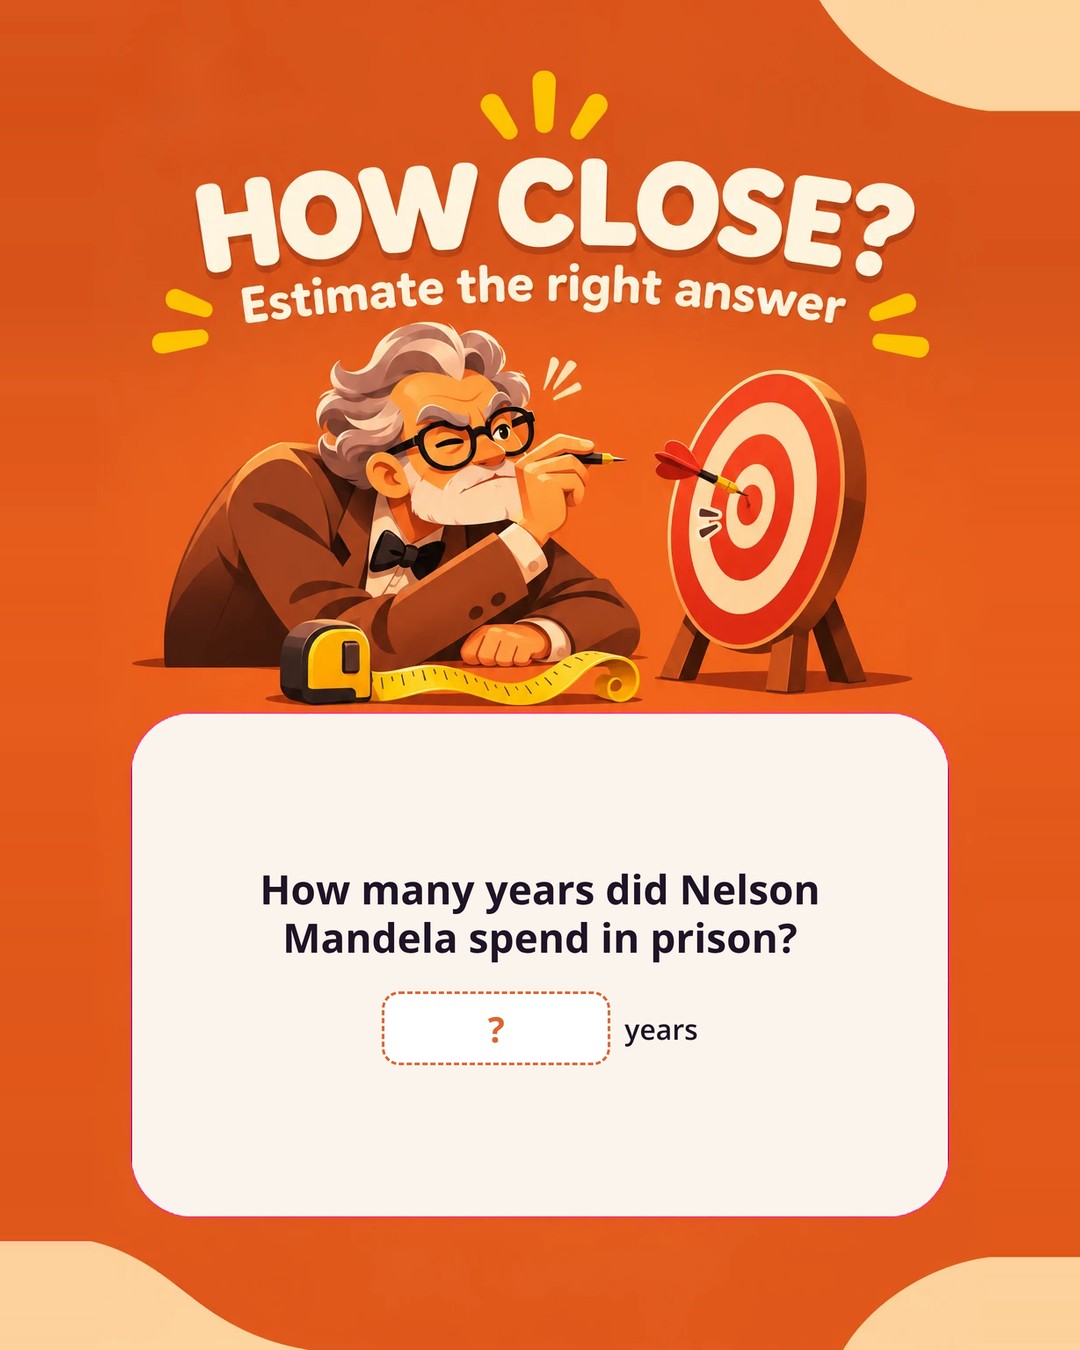 HOW CLOSE?
Estimate the right answer
How many years did Nelson
Mandela spend in prison?
? years